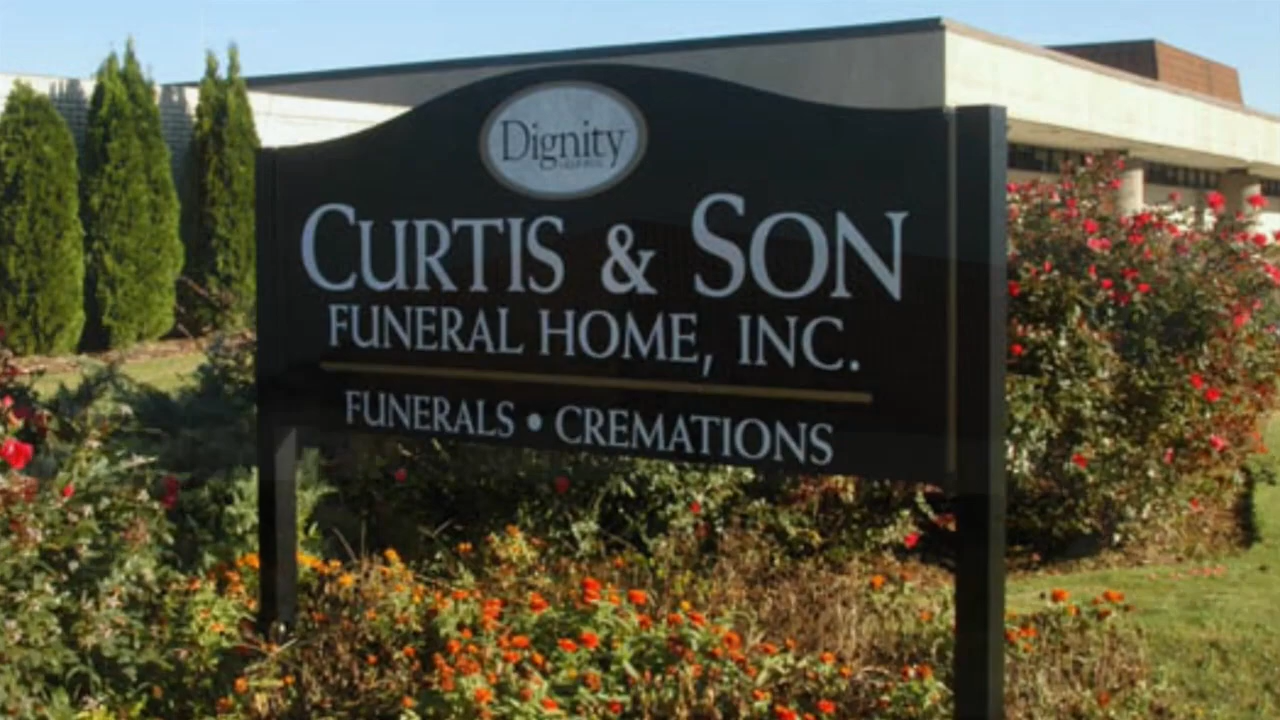 Dignity
CURTIS & SON
FUNERAL HOME, INC.
FUNERALS • CREMATIONS